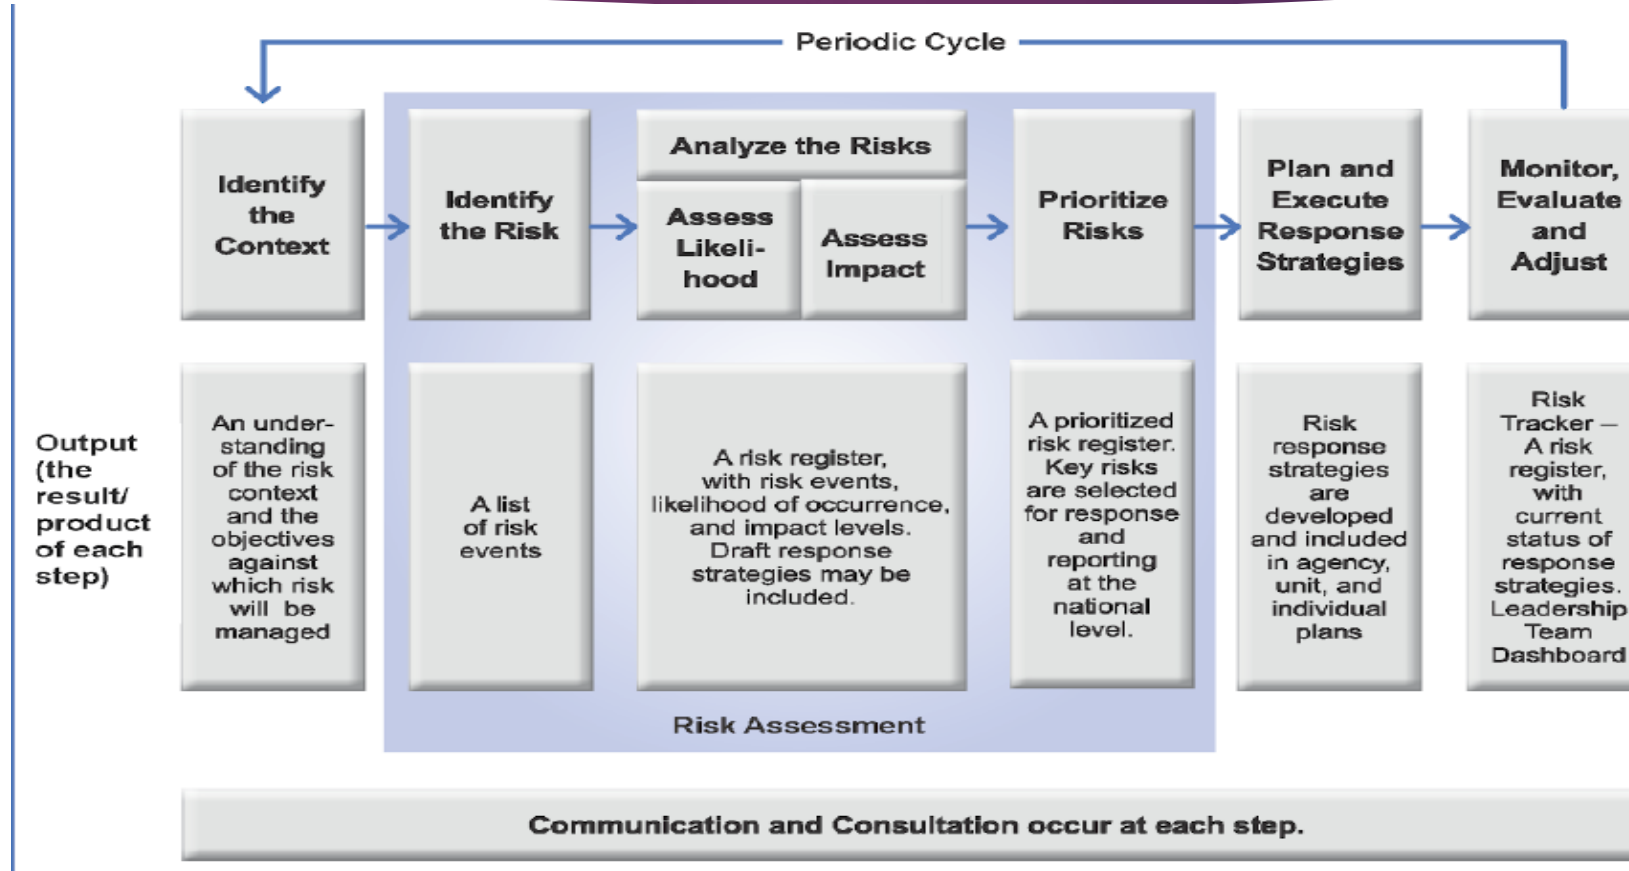 Periodic Cycle
Identify
the
Context
Identify
the Risk
Analyze the Risks
Assess
Likeli-
hood
Assess
Impact
Prioritize
Risks
Plan and
Execute
Response
Strategies
Monitor,
Evaluate
and
Adjust
Output
(the
result/
product
of each
step)
An under-
standing
of the risk
context
and the
objectives
against
which risk
will be
managed
A list
of risk
events
A risk register,
with risk events,
likelihood of occurrence,
and impact levels.
Draft response
strategies may be
included.
A prioritized
risk register.
Key risks
are selected
for response
and
reporting
at the
national
level.
Risk
response
strategies
are
developed
and included
in agency,
unit, and
individual
plans
Risk
Tracker –
A risk
register,
with
current
status of
response
strategies.
Leadership
Team
Dashboard
Risk Assessment
Communication and Consultation occur at each step.